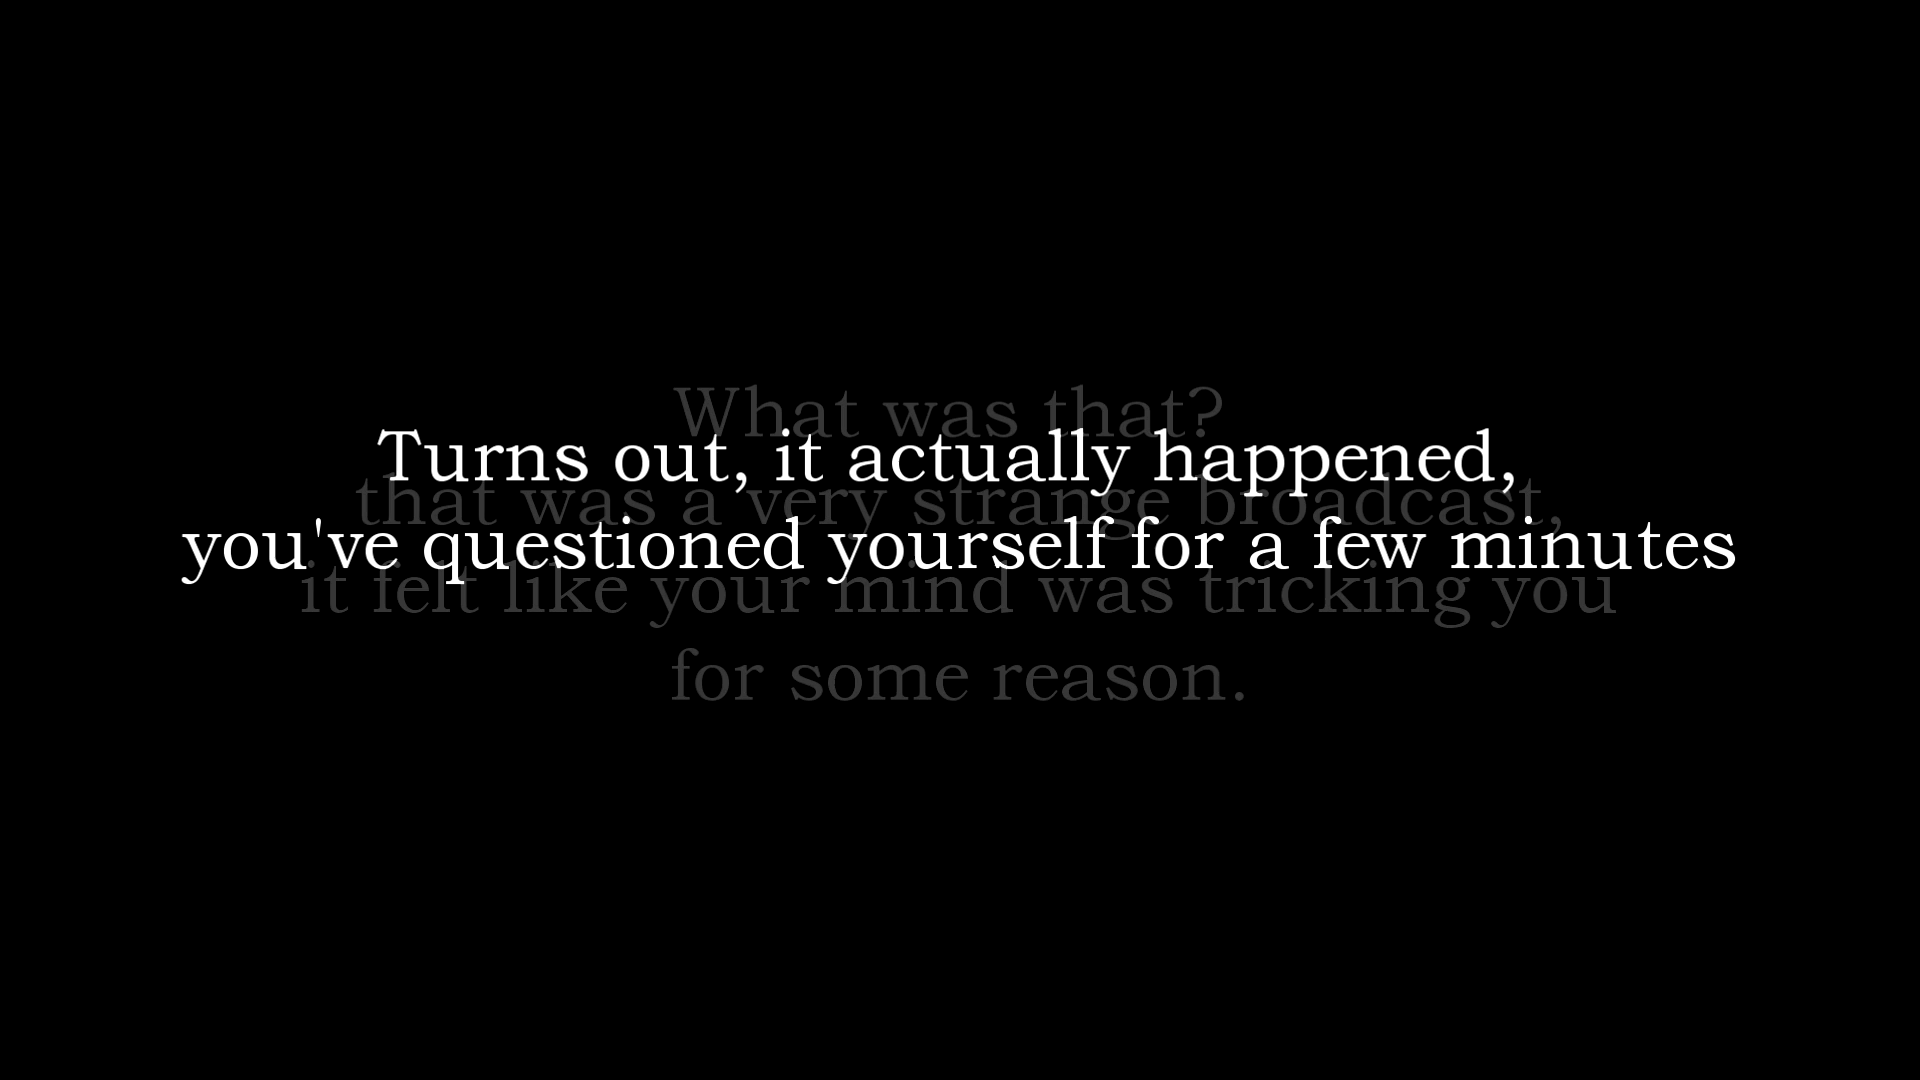 What was that?
Turns out, it actually happened,
that was a very strange broadcast,
you've questioned yourself for a few minutes
it felt like your mind was tricking you
for some reason.